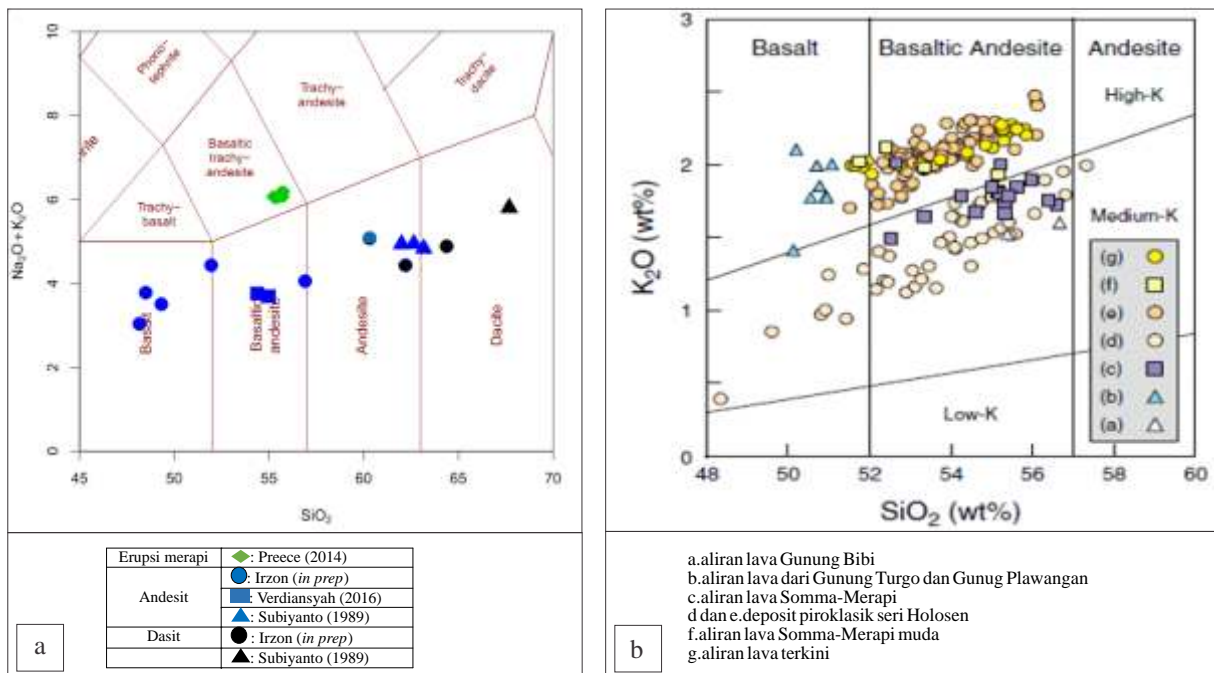 10
8
6
4
2
0
45
50
55
60
65
70
Na2O + K2O
SiO2
Phono–
tephrite
Trachy–
basalt
Basaltic
trachy–
andesite
Trachy–
andesite
Trachy–
dacite
Basalt
Basaltic
andesite
Andesite
Dacite
Erupsi merapi : Preece (2014)
Andesit
: Irzon (in prep)
: Verdiansyah (2016)
: Subiyanto (1989)
Dasit : Irzon (in prep)
: Subiyanto (1989)
a
3
2
1
0
48
50
52
54
56
58
60
K2O (wt%)
SiO2 (wt%)
Basalt
Basaltic Andesite
Andesite
High-K
Medium-K
Low-K
(g)
(f)
(e)
(d)
(c)
(b)
(a)
a.aliran lava Gunung Bibi
b.aliran lava dari Gunung Turgo dan Gunug Plawangan
c.aliran lava Somma-Merapi
d dan e.deposit piroklasik seri Holosen
f.aliran lava Somma-Merapi muda
g.aliran lava terkini
b